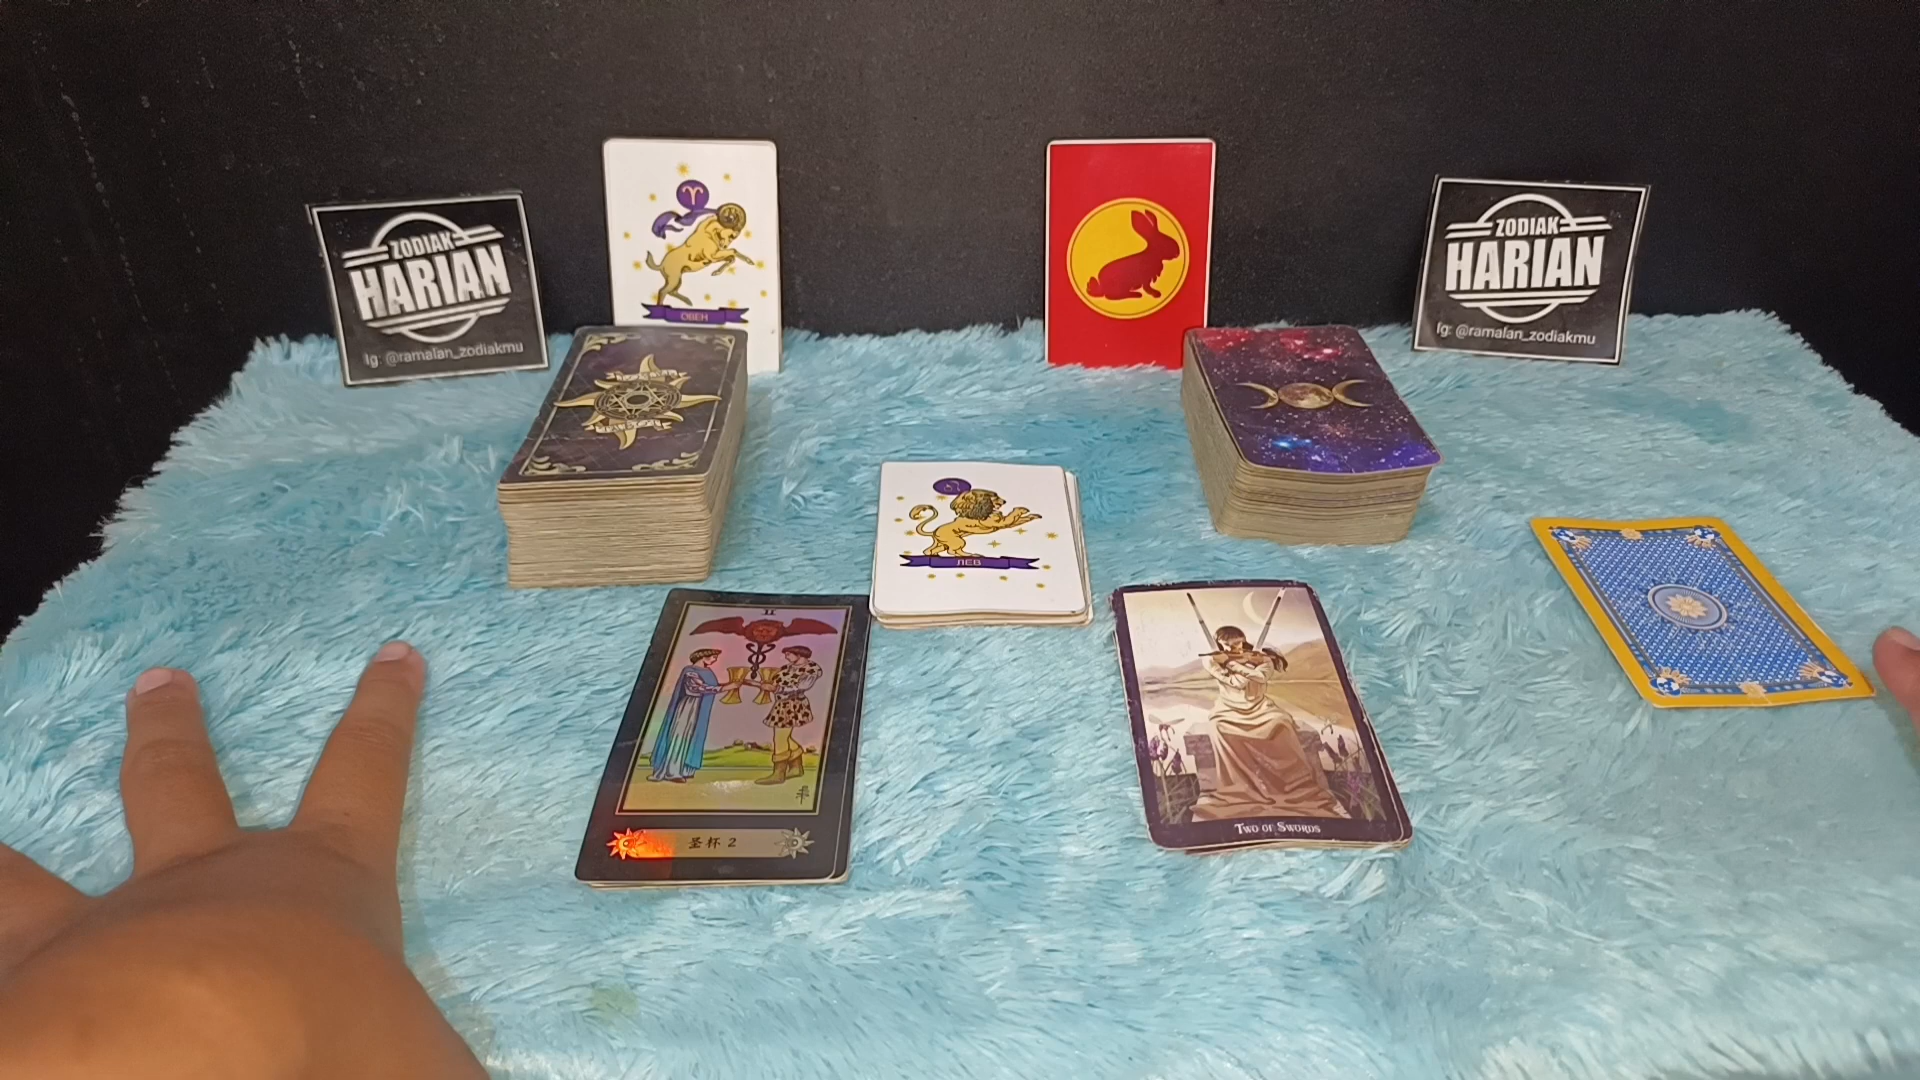 ZODIAK
HARIAN
Ig: @ramalan_zodiakmu
ОВЕН
ZODIAK
HARIAN
Ig: @ramalan_zodiakmu
ЛЕВ
II
圣杯 2
TWO OF SWORDS